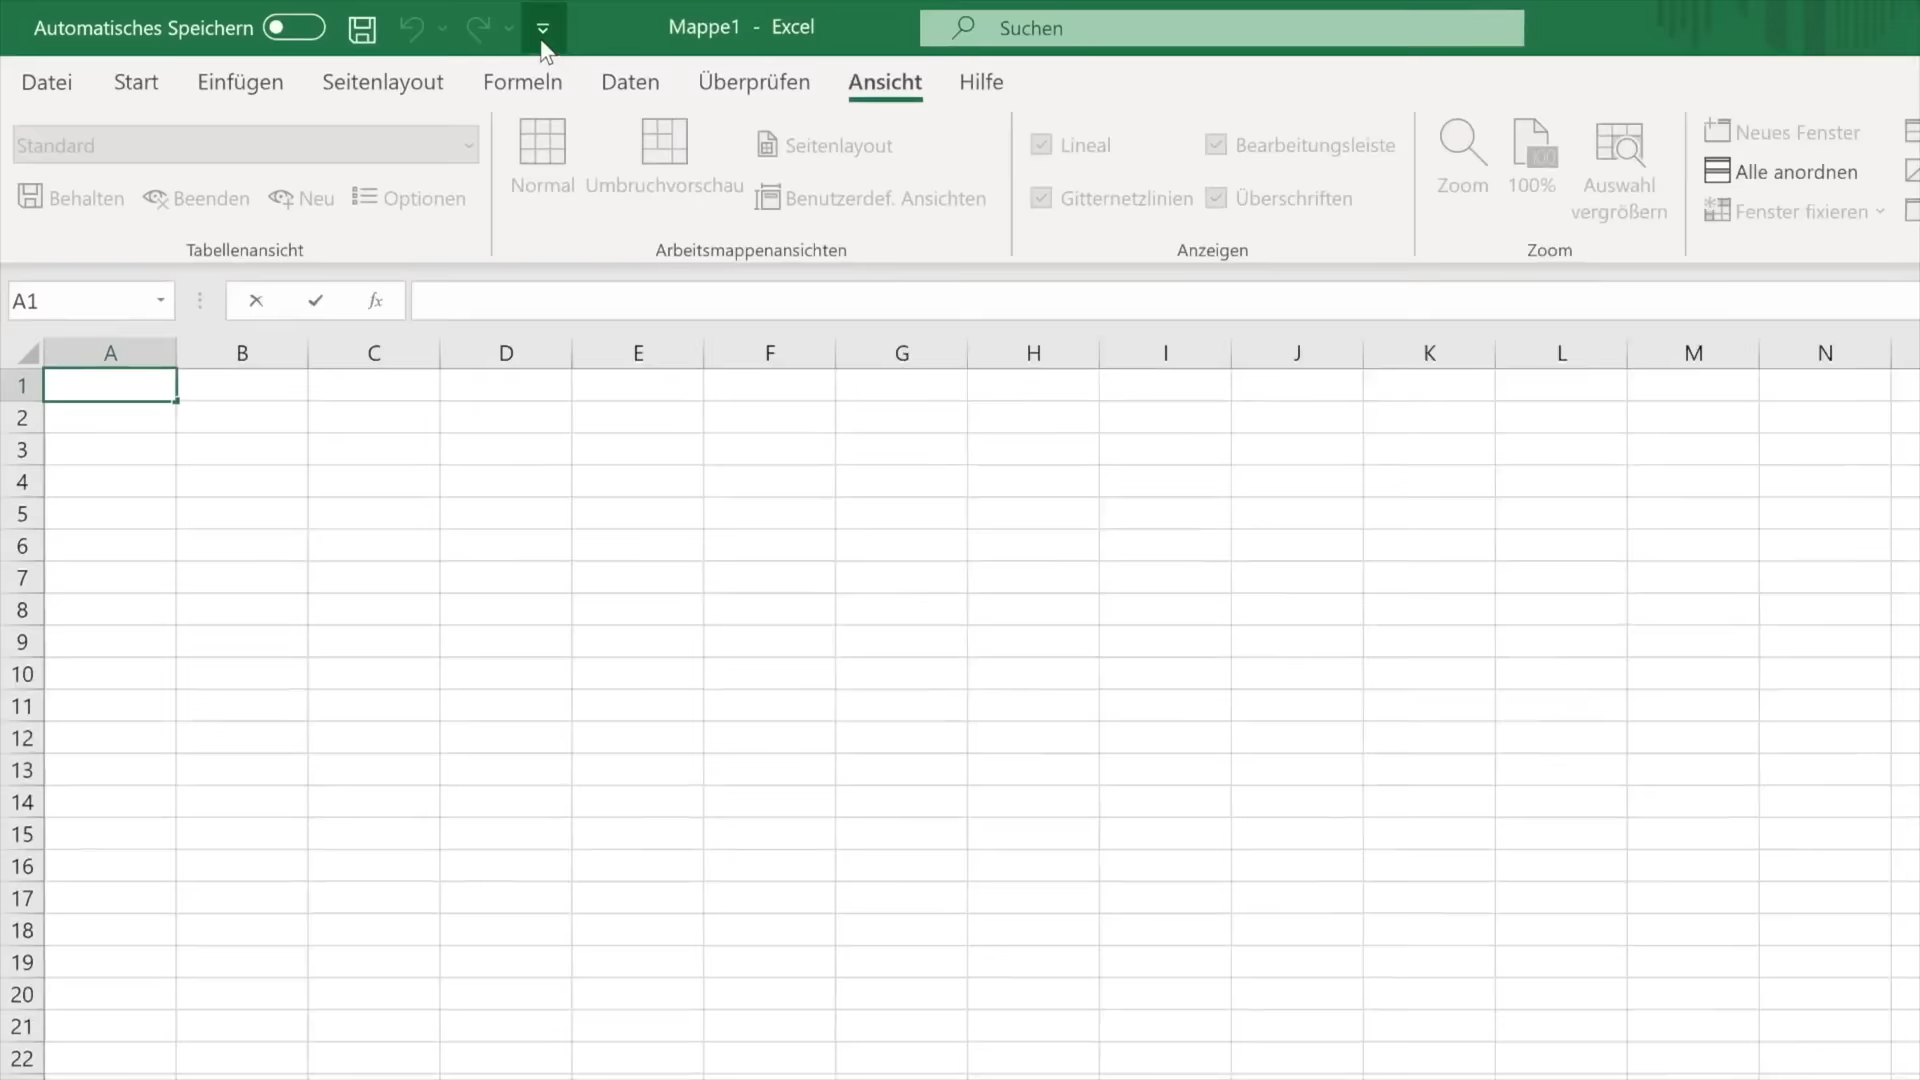 Automatisches Speichern
Mappe1 - Excel
Suchen
Datei Start Einfügen Seitenlayout Formeln Daten Überprüfen Ansicht Hilfe
Standard
Behalten Beenden Neu Optionen
Tabellenansicht
Normal Umbruchvorschau Seitenlayout
Benutzerdef. Ansichten
Arbeitsmappenansichten
Lineal Bearbeitungsleiste
Gitternetzlinien Überschriften
Anzeigen
Zoom 100% Auswahl
vergrößern
Zoom
Neues Fenster
Alle anordnen
Fenster fixieren
A1 fx
A B C D E F G H I J K L M N
1
2
3
4
5
6
7
8
9
10
11
12
13
14
15
16
17
18
19
20
21
22